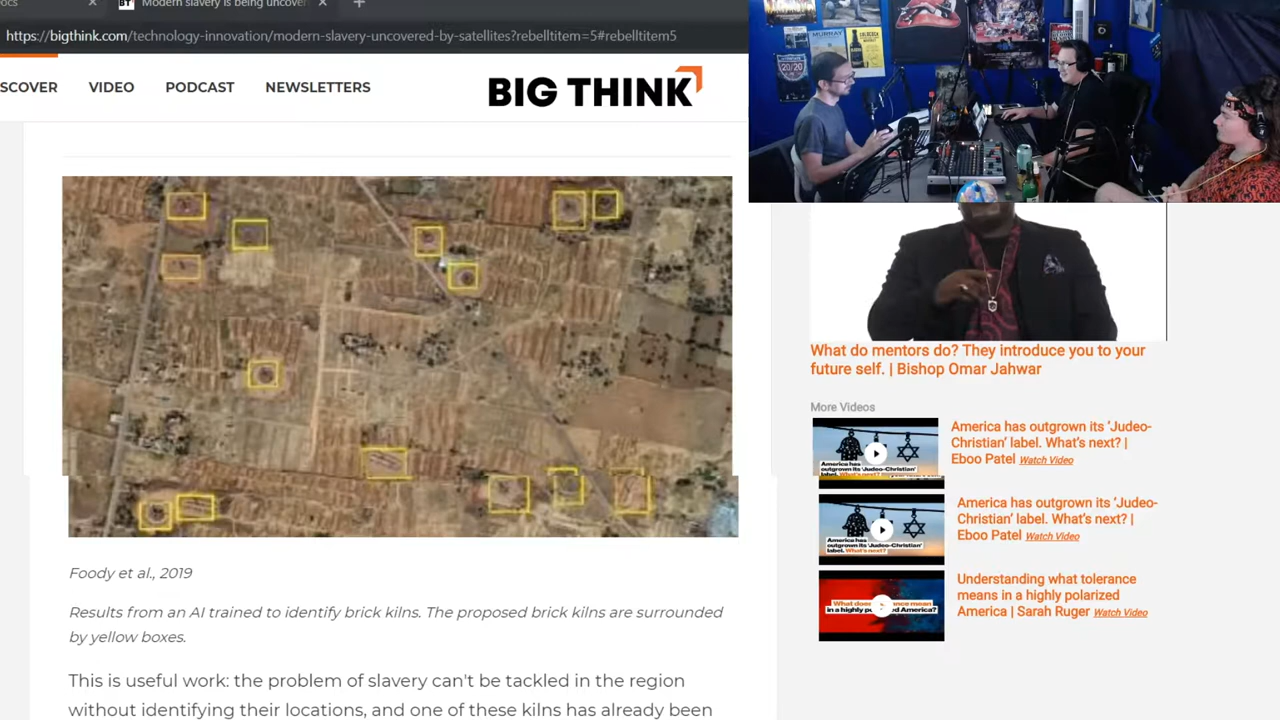 ocs
Modern slavery is being uncover
https://bigthink.com/technology-innovation/modern-slavery-uncovered-by-satellites?rebelltitem=5#rebelltitem5
SCOVER VIDEO PODCAST NEWSLETTERS
BIG THINK
MURRAY
20/20
What do mentors do? They introduce you to your
future self. | Bishop Omar Jahwar
More Videos
America has outgrown its 'Judeo-
Christian' label. What's next? |
Eboo Patel Watch Video
America has outgrown its 'Judeo-
Christian' label. What's next? |
Eboo Patel Watch Video
Understanding what tolerance
means in a highly polarized
America | Sarah Ruger Watch Video
Foody et al., 2019
Results from an AI trained to identify brick kilns. The proposed brick kilns are surrounded
by yellow boxes.
This is useful work: the problem of slavery can't be tackled in the region
without identifying their locations, and one of these kilns has already been